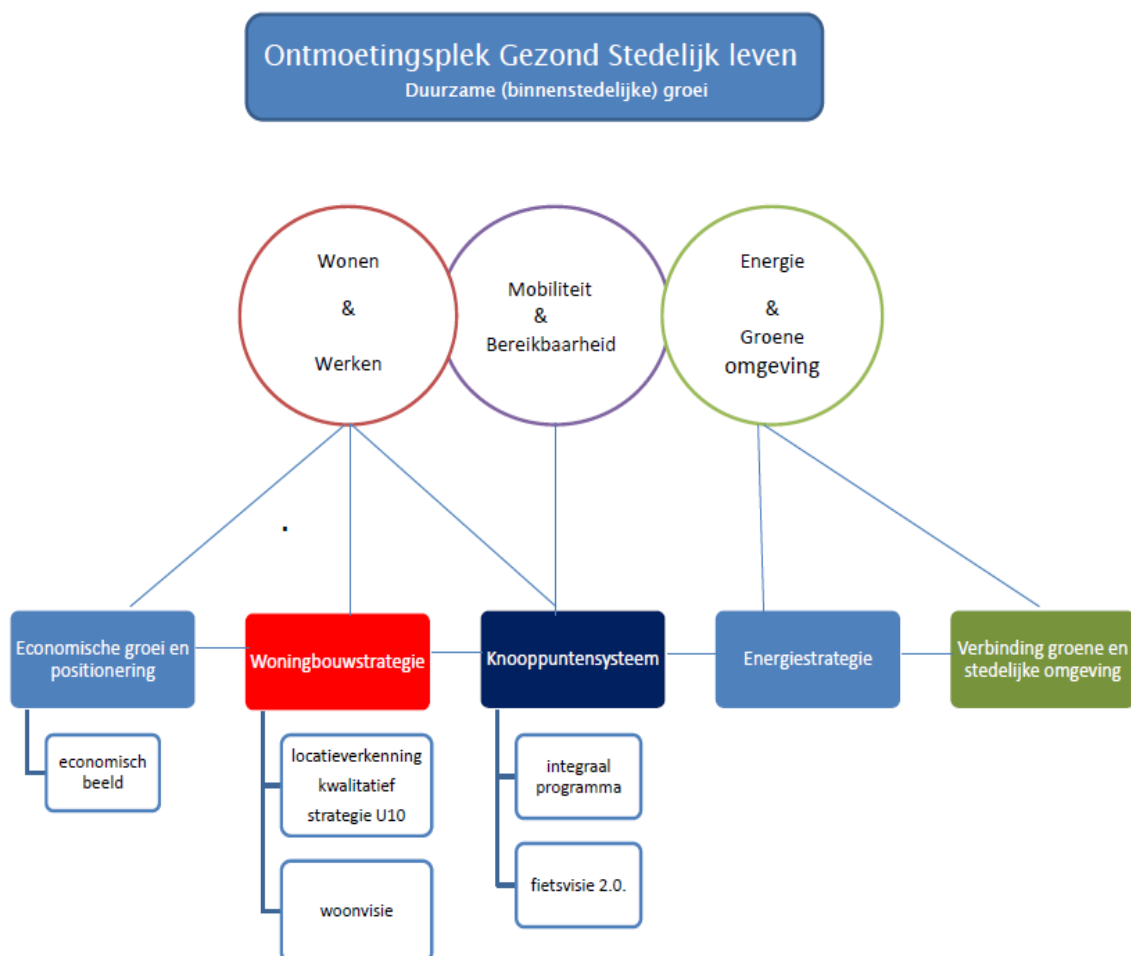 Ontmoetingsplek Gezond Stedelijk leven
Duurzame (binnenstedelijke) groei
Wonen
&
Werken
Mobiliteit
&
Bereikbaarheid
Energie
&
Groene
omgeving
Economische groei en
positionering
Woningbouwstrategie
Knooppuntensysteem
Energiestrategie
Verbinding groene en
stedelijke omgeving
economisch
beeld
locatieverkenning
kwalitatief
strategie U10
woonvisie
integraal
programma
fietsvisie 2.0.